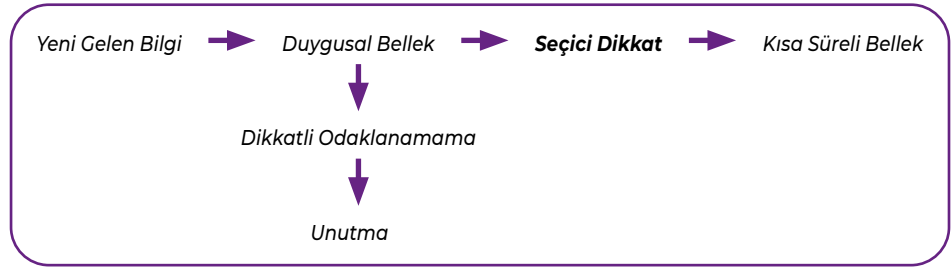 Yeni Gelen Bilgi Duygusal Bellek Seçici Dikkat Kısa Süreli Bellek
Dikkatli Odaklanamama
Unutma